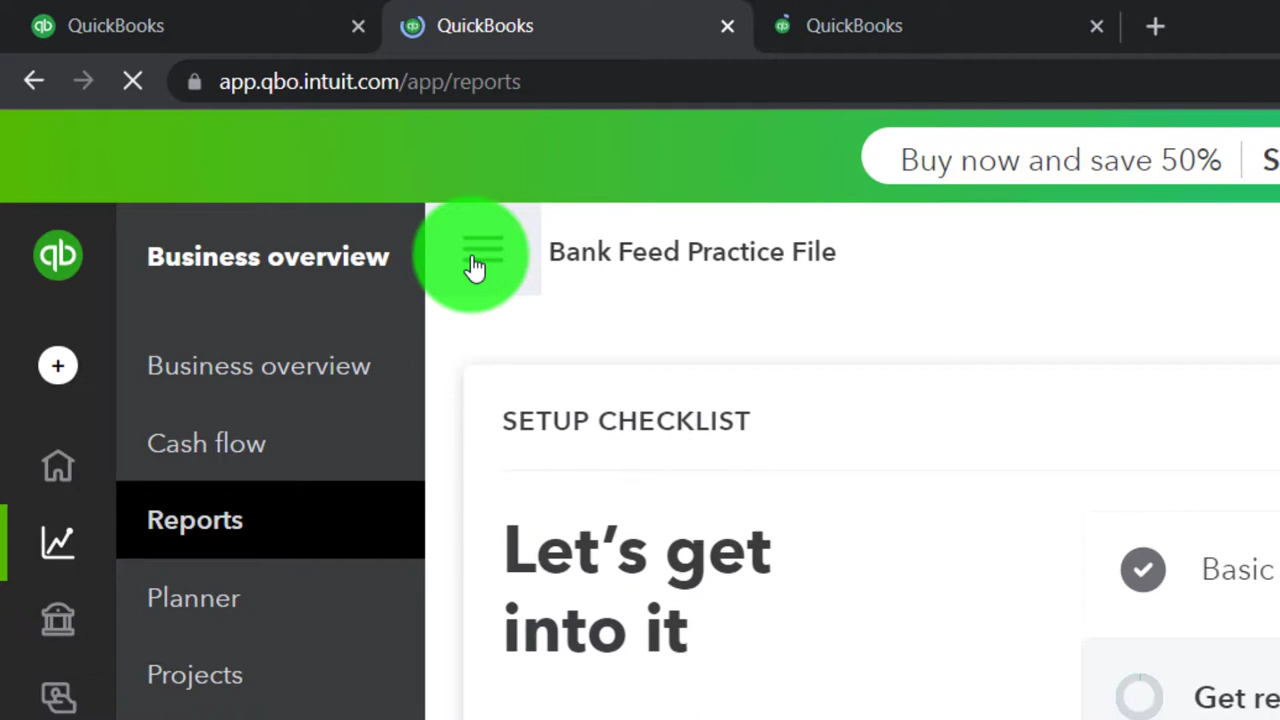 QuickBooks
QuickBooks
QuickBooks
app.qbo.intuit.com/app/reports
Buy now and save 50%
qb
Business overview
Bank Feed Practice File
Business overview
Cash flow
Reports
Planner
Projects
SETUP CHECKLIST
Let's get
into it
Basic
Get re